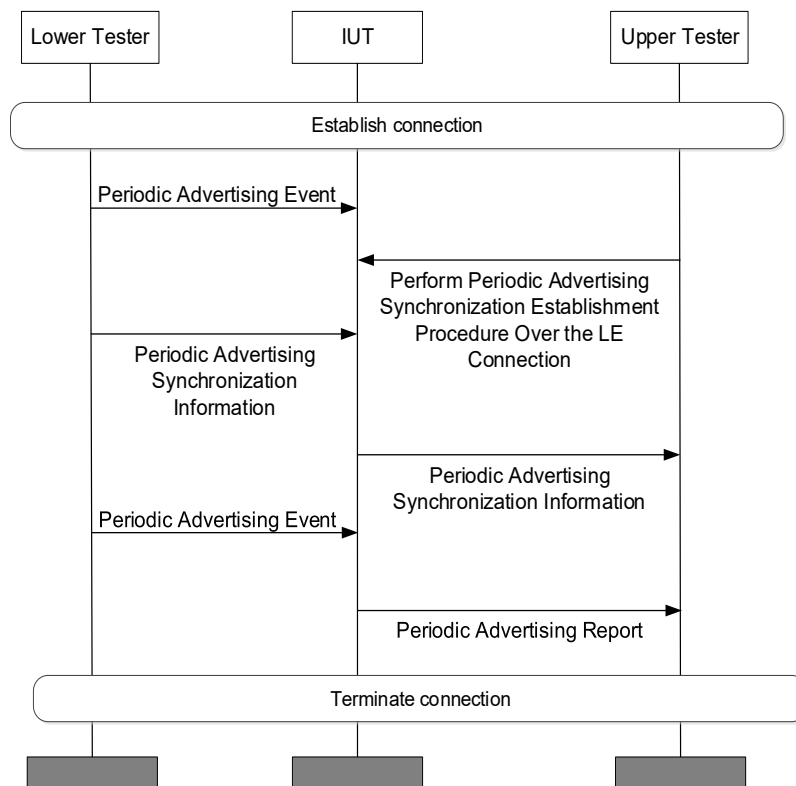 Lower Tester
IUT
Upper Tester
Establish connection
Periodic Advertising Event
Perform Periodic Advertising
Synchronization Establishment
Procedure Over the LE
Connection
Periodic Advertising
Synchronization
Information
Periodic Advertising
Synchronization Information
Periodic Advertising Event
Periodic Advertising Report
Terminate connection